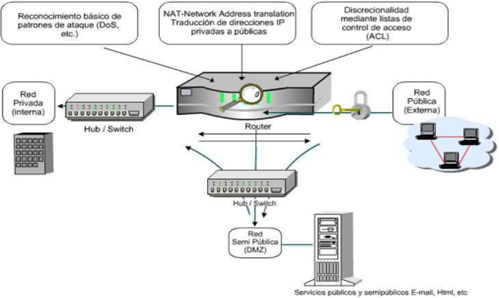 Reconocimiento básico de
patrones de ataque (DoS,
etc.)
NAT-Network Address translation
Traducción de direcciones IP
privadas a públicas
Discrecionalidad
mediante listas de
control de acceso
(ACL)
Red
Privada
(interna)
Hub / Switch
Router
Red
Pública
(Externa)
Hub / Switch
Red
Semi Pública
(DMZ)
Servicios públicos y semipúblicos E-mail, Html, etc